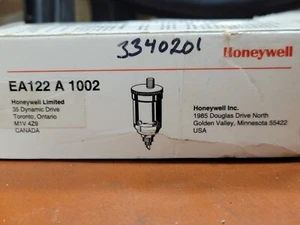 3340201
Honeywell
EA122 A 1002
Honeywell Limited
35 Dynamic Drive
Toronto, Ontario
M1V 4Z9
CANADA
Honeywell Inc.
1985 Douglas Drive North
Golden Valley, Minnesota 55422
USA